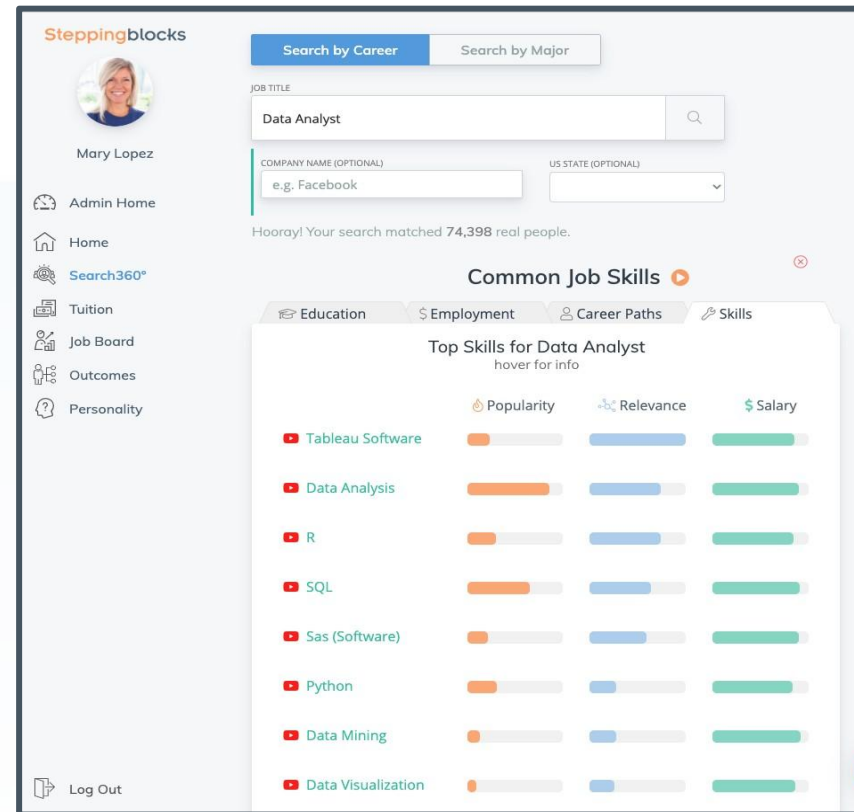 Steppingblocks
Mary Lopez
Admin Home
Home
Search360°
Tuition
Job Board
Outcomes
Personality
Log Out
Search by Career
Search by Major
JOB TITLE
Data Analyst
COMPANY NAME (OPTIONAL)
US STATE (OPTIONAL)
e.g. Facebook
Hooray! Your search matched 74,398 real people.
Common Job Skills
Education
$ Employment
Career Paths
Skills
Top Skills for Data Analyst
hover for info
Popularity
Relevance
$ Salary
Tableau Software
Data Analysis
R
SQL
Sas (Software)
Python
Data Mining
Data Visualization